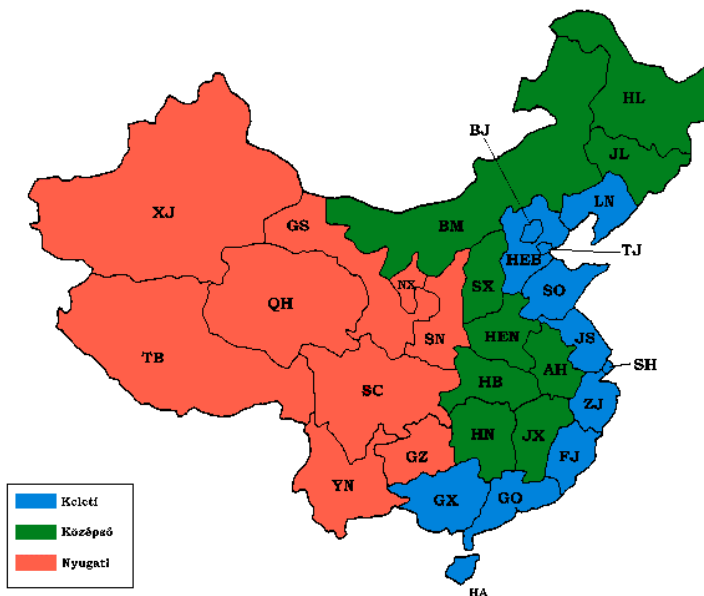 HL
BJ
JL
LN
XJ
GS
BM
TJ
HEB
NX
SX
SO
QH
SN
HEN
JS
TB
AH
SH
SC
HB
ZJ
HN
JX
GZ
FJ
YN
GX
GO
HA
Keleti
Középső
Nyugati